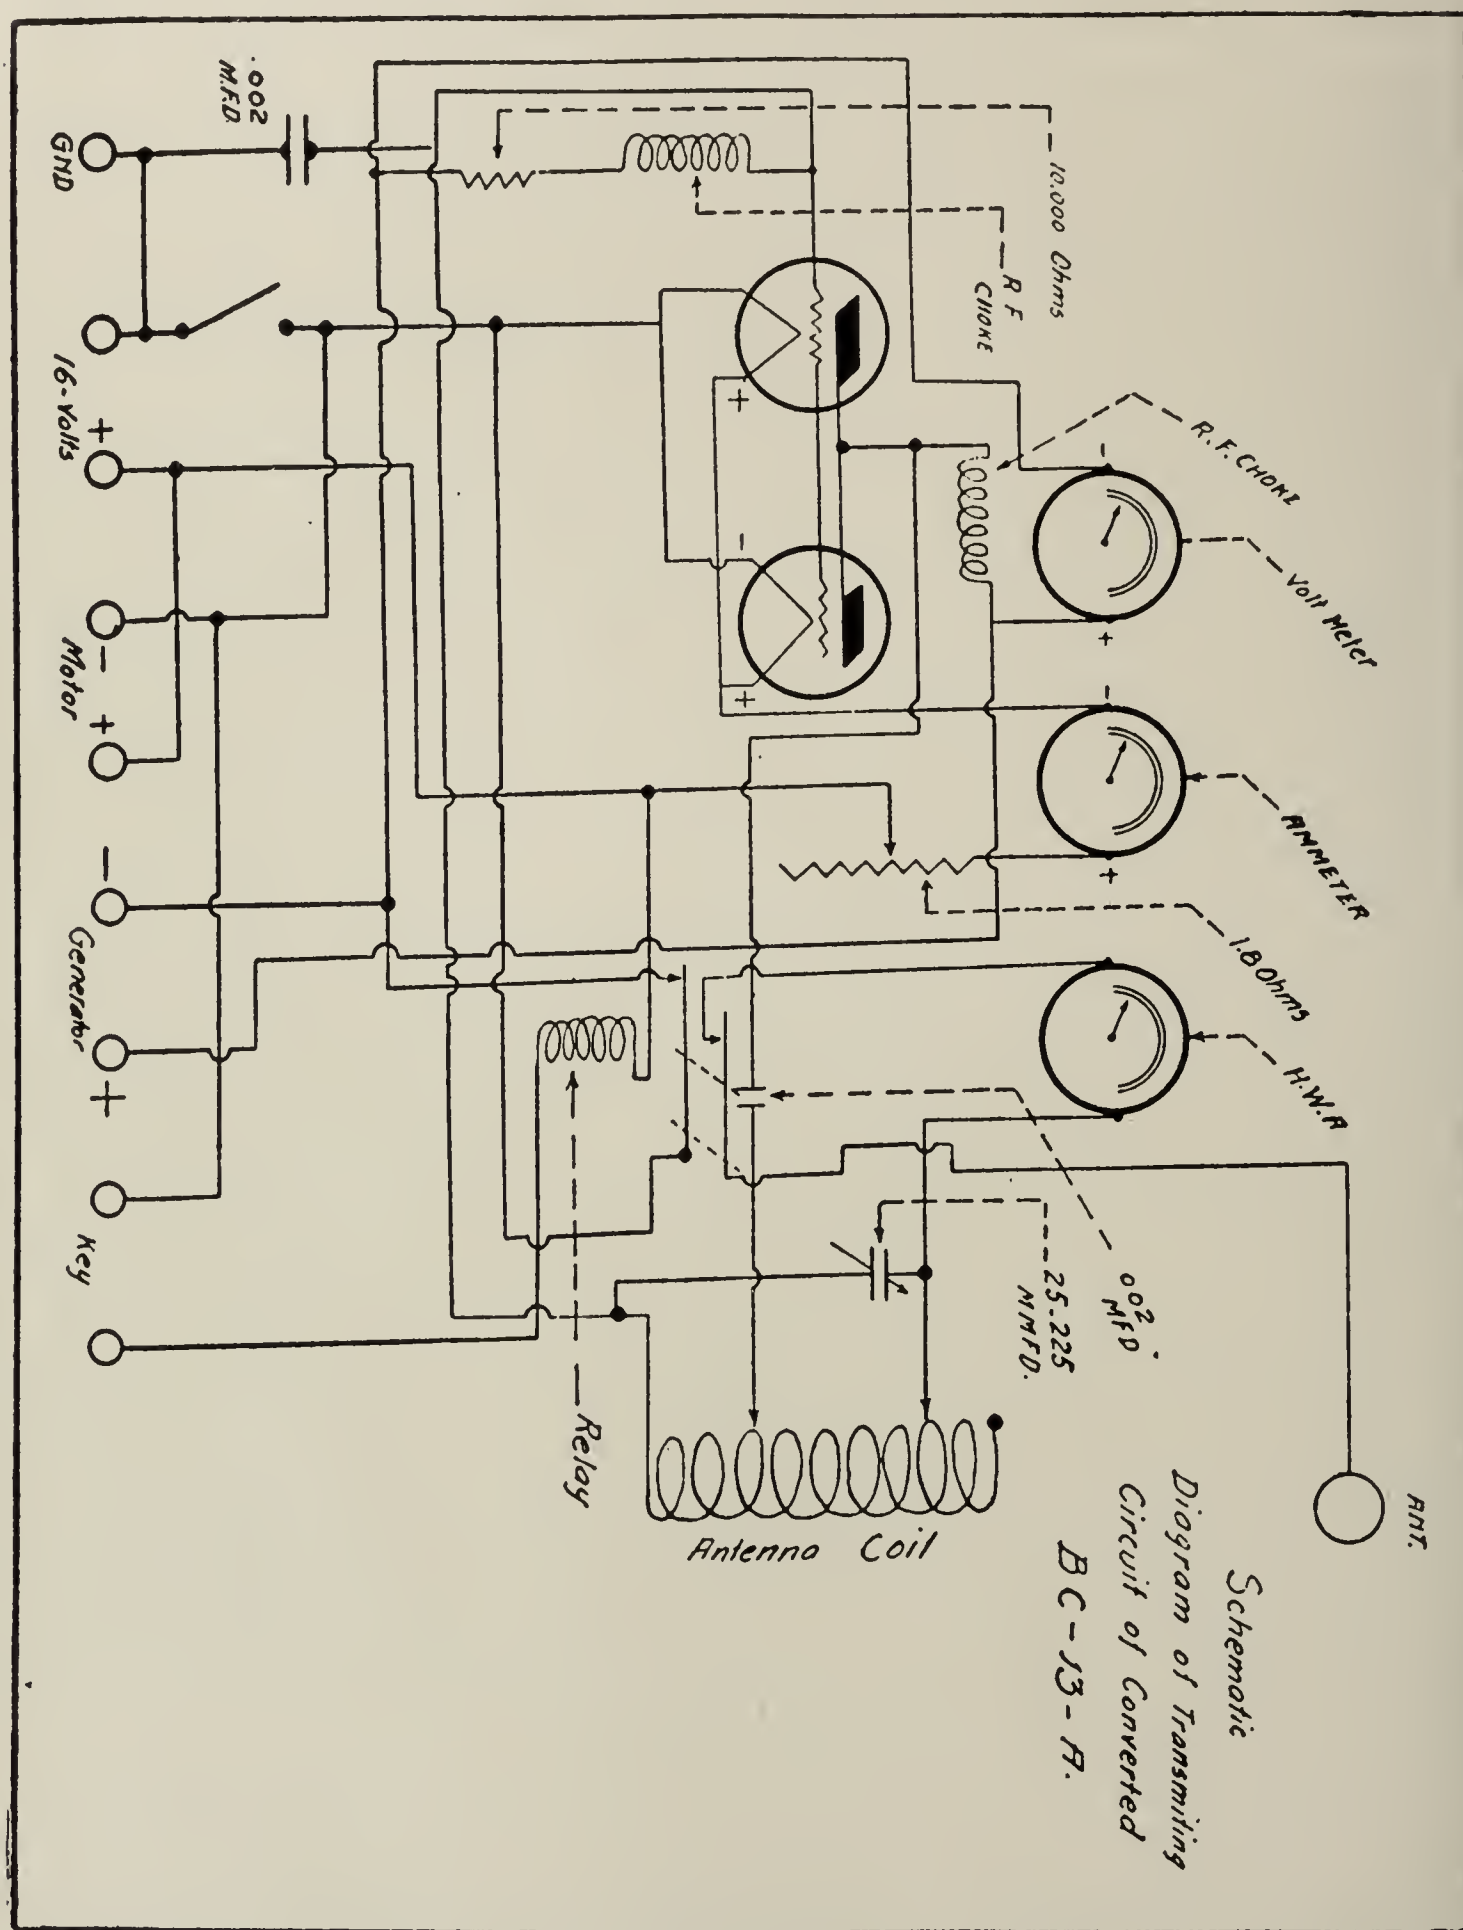 Schematic
Diagram of Transmiting
Circuit of Converted
BC-13-A.
ANT.
Volt Meter
AMMETER
H.W.A
R.F. CHOKE
1.8 Ohms
10.000 Ohms
R F
CHOKE
.002
MFD
25-225
MMFD.
Antenna Coil
Relay
.002
M.F.D.
- +
- +
+
-
+
+
GND
16-Volts
+
-
Motor
+
-
Generator
+
Key